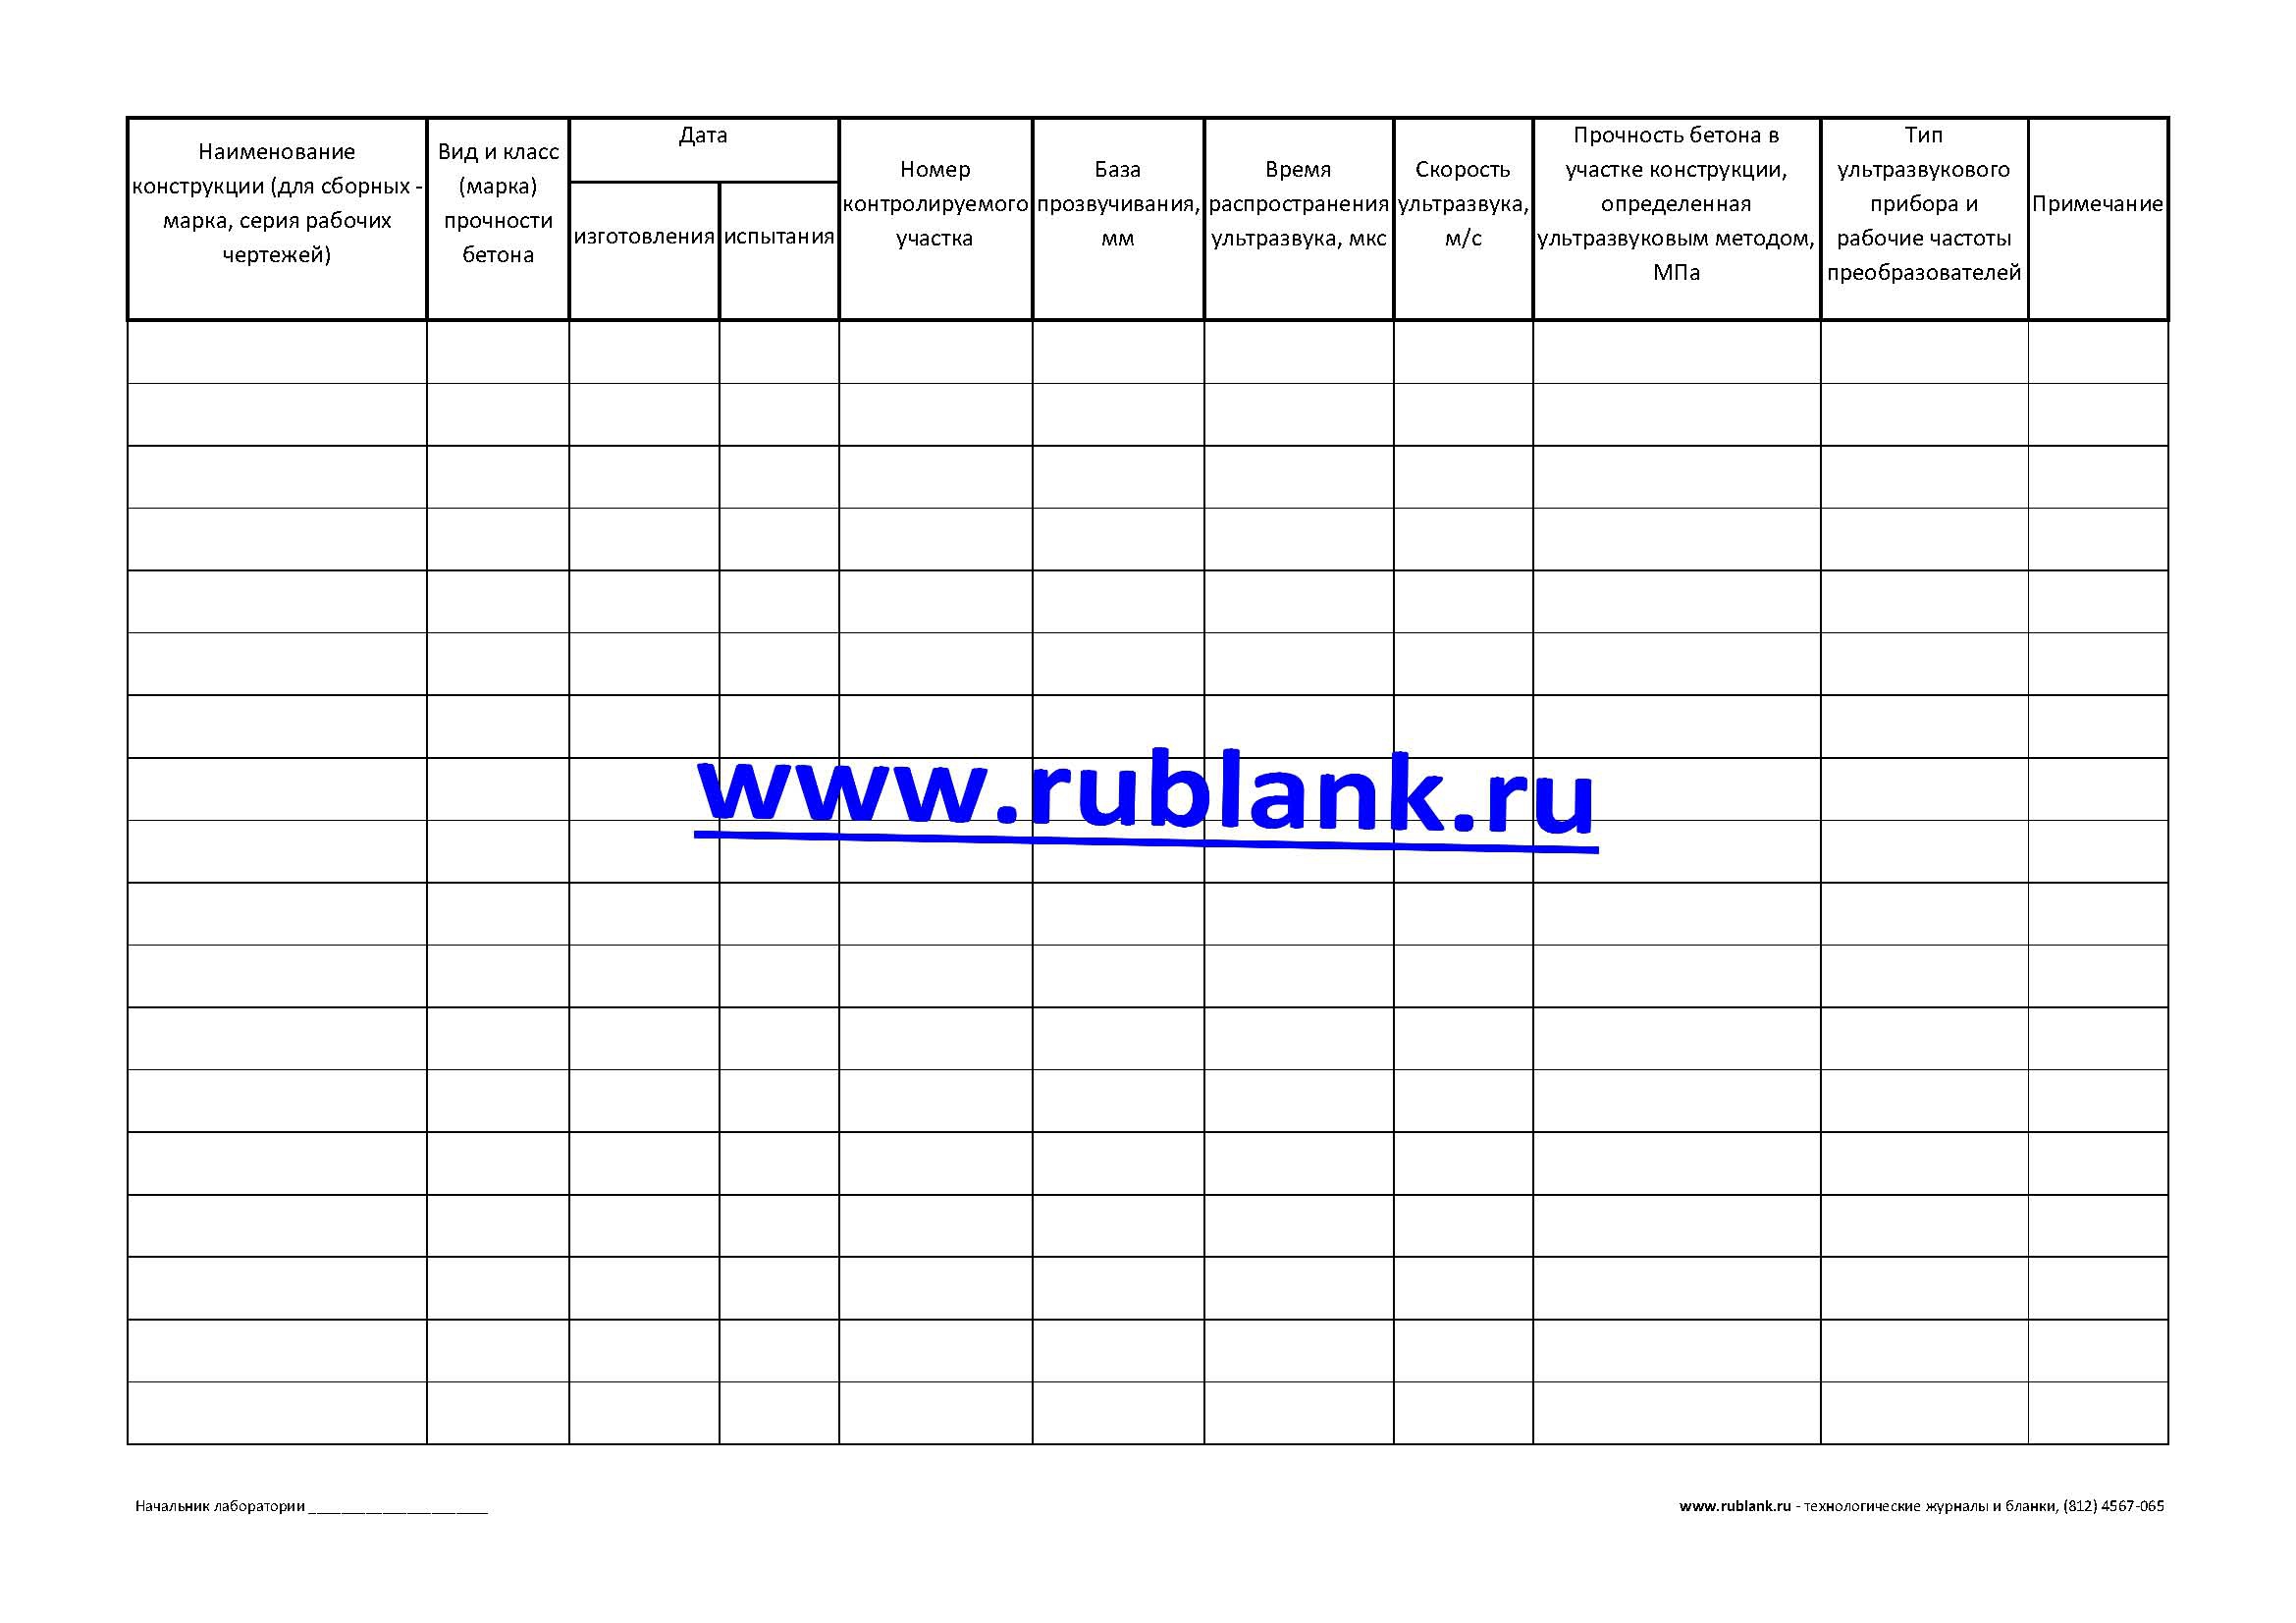 Наименование
конструкции (для сборных -
марка, серия рабочих
чертежей)
Вид и класс
(марка)
прочности
бетона
Дата
изготовления
испытания
Номер
контролируемого
участка
База
прозвучивания,
мм
Время
распространения
ультразвука, мкс
Скорость
ультразвука,
м/с
Прочность бетона в
участке конструкции,
определенная
ультразвуковым методом,
МПа
Тип
ультразвукового
прибора и
рабочие частоты
преобразователей
Примечание
www.rublank.ru
Начальник лаборатории ______________________
www.rublank.ru - технологические журналы и бланки, (812) 4567-065